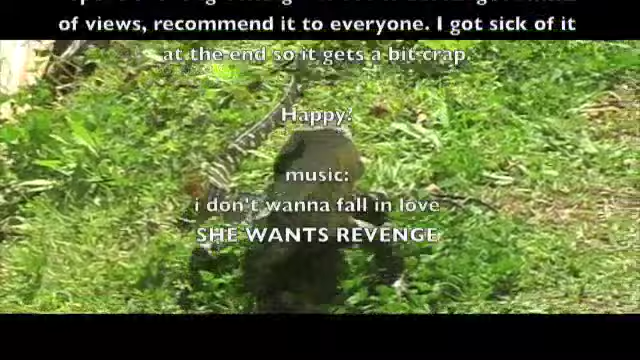 of views, recommend it to everyone. I got sick of it
at the end so it gets a bit crap.
Happy?
music:
i don't wanna fall in love
SHE WANTS REVENGE